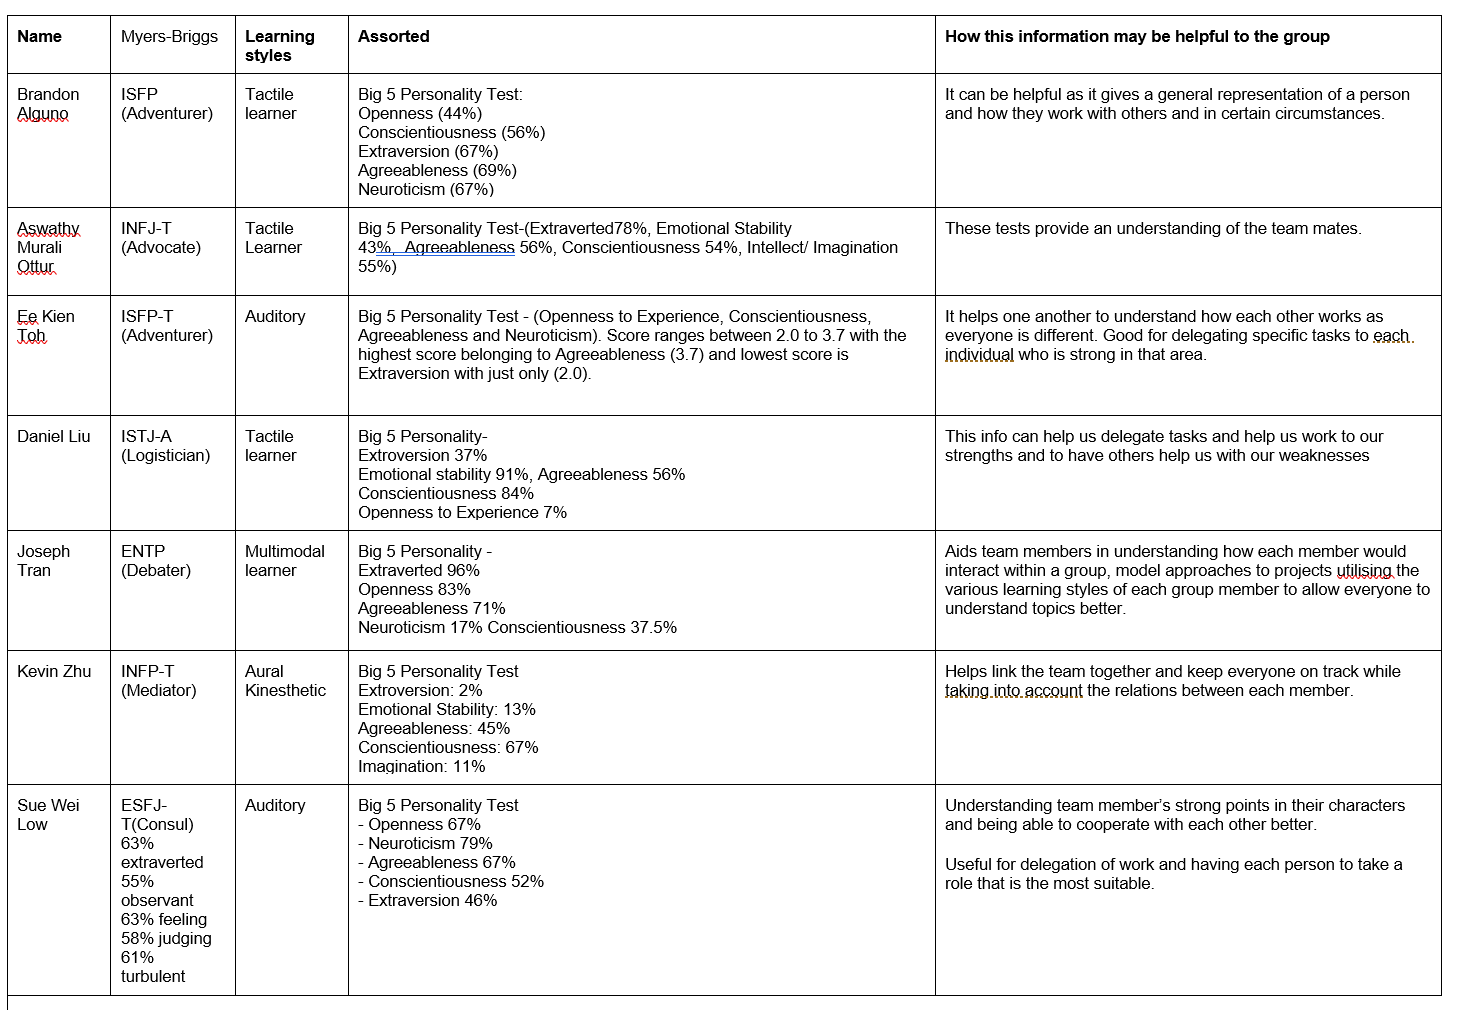 Name
Myers-Briggs
Learning
styles
Assorted
How this information may be helpful to the group
Brandon
Alguno
ISFP
(Adventurer)
Tactile
learner
Big 5 Personality Test:
Openness (44%)
Conscientiousness (56%)
Extraversion (67%)
Agreeableness (69%)
Neuroticism (67%)
It can be helpful as it gives a general representation of a person
and how they work with others and in certain circumstances.
Aswathy
Murali
Ottur
INFJ-T
(Advocate)
Tactile
Learner
Big 5 Personality Test-(Extraverted78%, Emotional Stability
43%,  Agreeableness 56%, Conscientiousness 54%, Intellect/ Imagination
55%)
These tests provide an understanding of the team mates.
Ee Kien
Toh
ISFP-T
(Adventurer)
Auditory
Big 5 Personality Test - (Openness to Experience, Conscientiousness,
Agreeableness and Neuroticism). Score ranges between 2.0 to 3.7 with the
highest score belonging to Agreeableness (3.7) and lowest score is
Extraversion with just only (2.0).
It helps one another to understand how each other works as
everyone is different. Good for delegating specific tasks to each
individual who is strong in that area.
Daniel Liu
ISTJ-A
(Logistician)
Tactile
learner
Big 5 Personality-
Extroversion 37%
Emotional stability 91%, Agreeableness 56%
Conscientiousness 84%
Openness to Experience 7%
This info can help us delegate tasks and help us work to our
strengths and to have others help us with our weaknesses
Joseph
Tran
ENTP
(Debater)
Multimodal
learner
Big 5 Personality -
Extraverted 96%
Openness 83%
Agreeableness 71%
Neuroticism 17% Conscientiousness 37.5%
Aids team members in understanding how each member would
interact within a group, model approaches to projects utilising the
various learning styles of each group member to allow everyone to
understand topics better.
Kevin Zhu
INFP-T
(Mediator)
Aural
Kinesthetic
Big 5 Personality Test
Extroversion: 2%
Emotional Stability: 13%
Agreeableness: 45%
Conscientiousness: 67%
Imagination: 11%
Helps link the team together and keep everyone on track while
taking into account the relations between each member.
Sue Wei
Low
ESFJ-
T(Consul)
63%
extraverted
55%
observant
63% feeling
58% judging
61%
turbulent
Auditory
Big 5 Personality Test
- Openness 67%
- Neuroticism 79%
- Agreeableness 67%
- Conscientiousness 52%
- Extraversion 46%
Understanding team member's strong points in their characters
and being able to cooperate with each other better.
Useful for delegation of work and having each person to take a
role that is the most suitable.